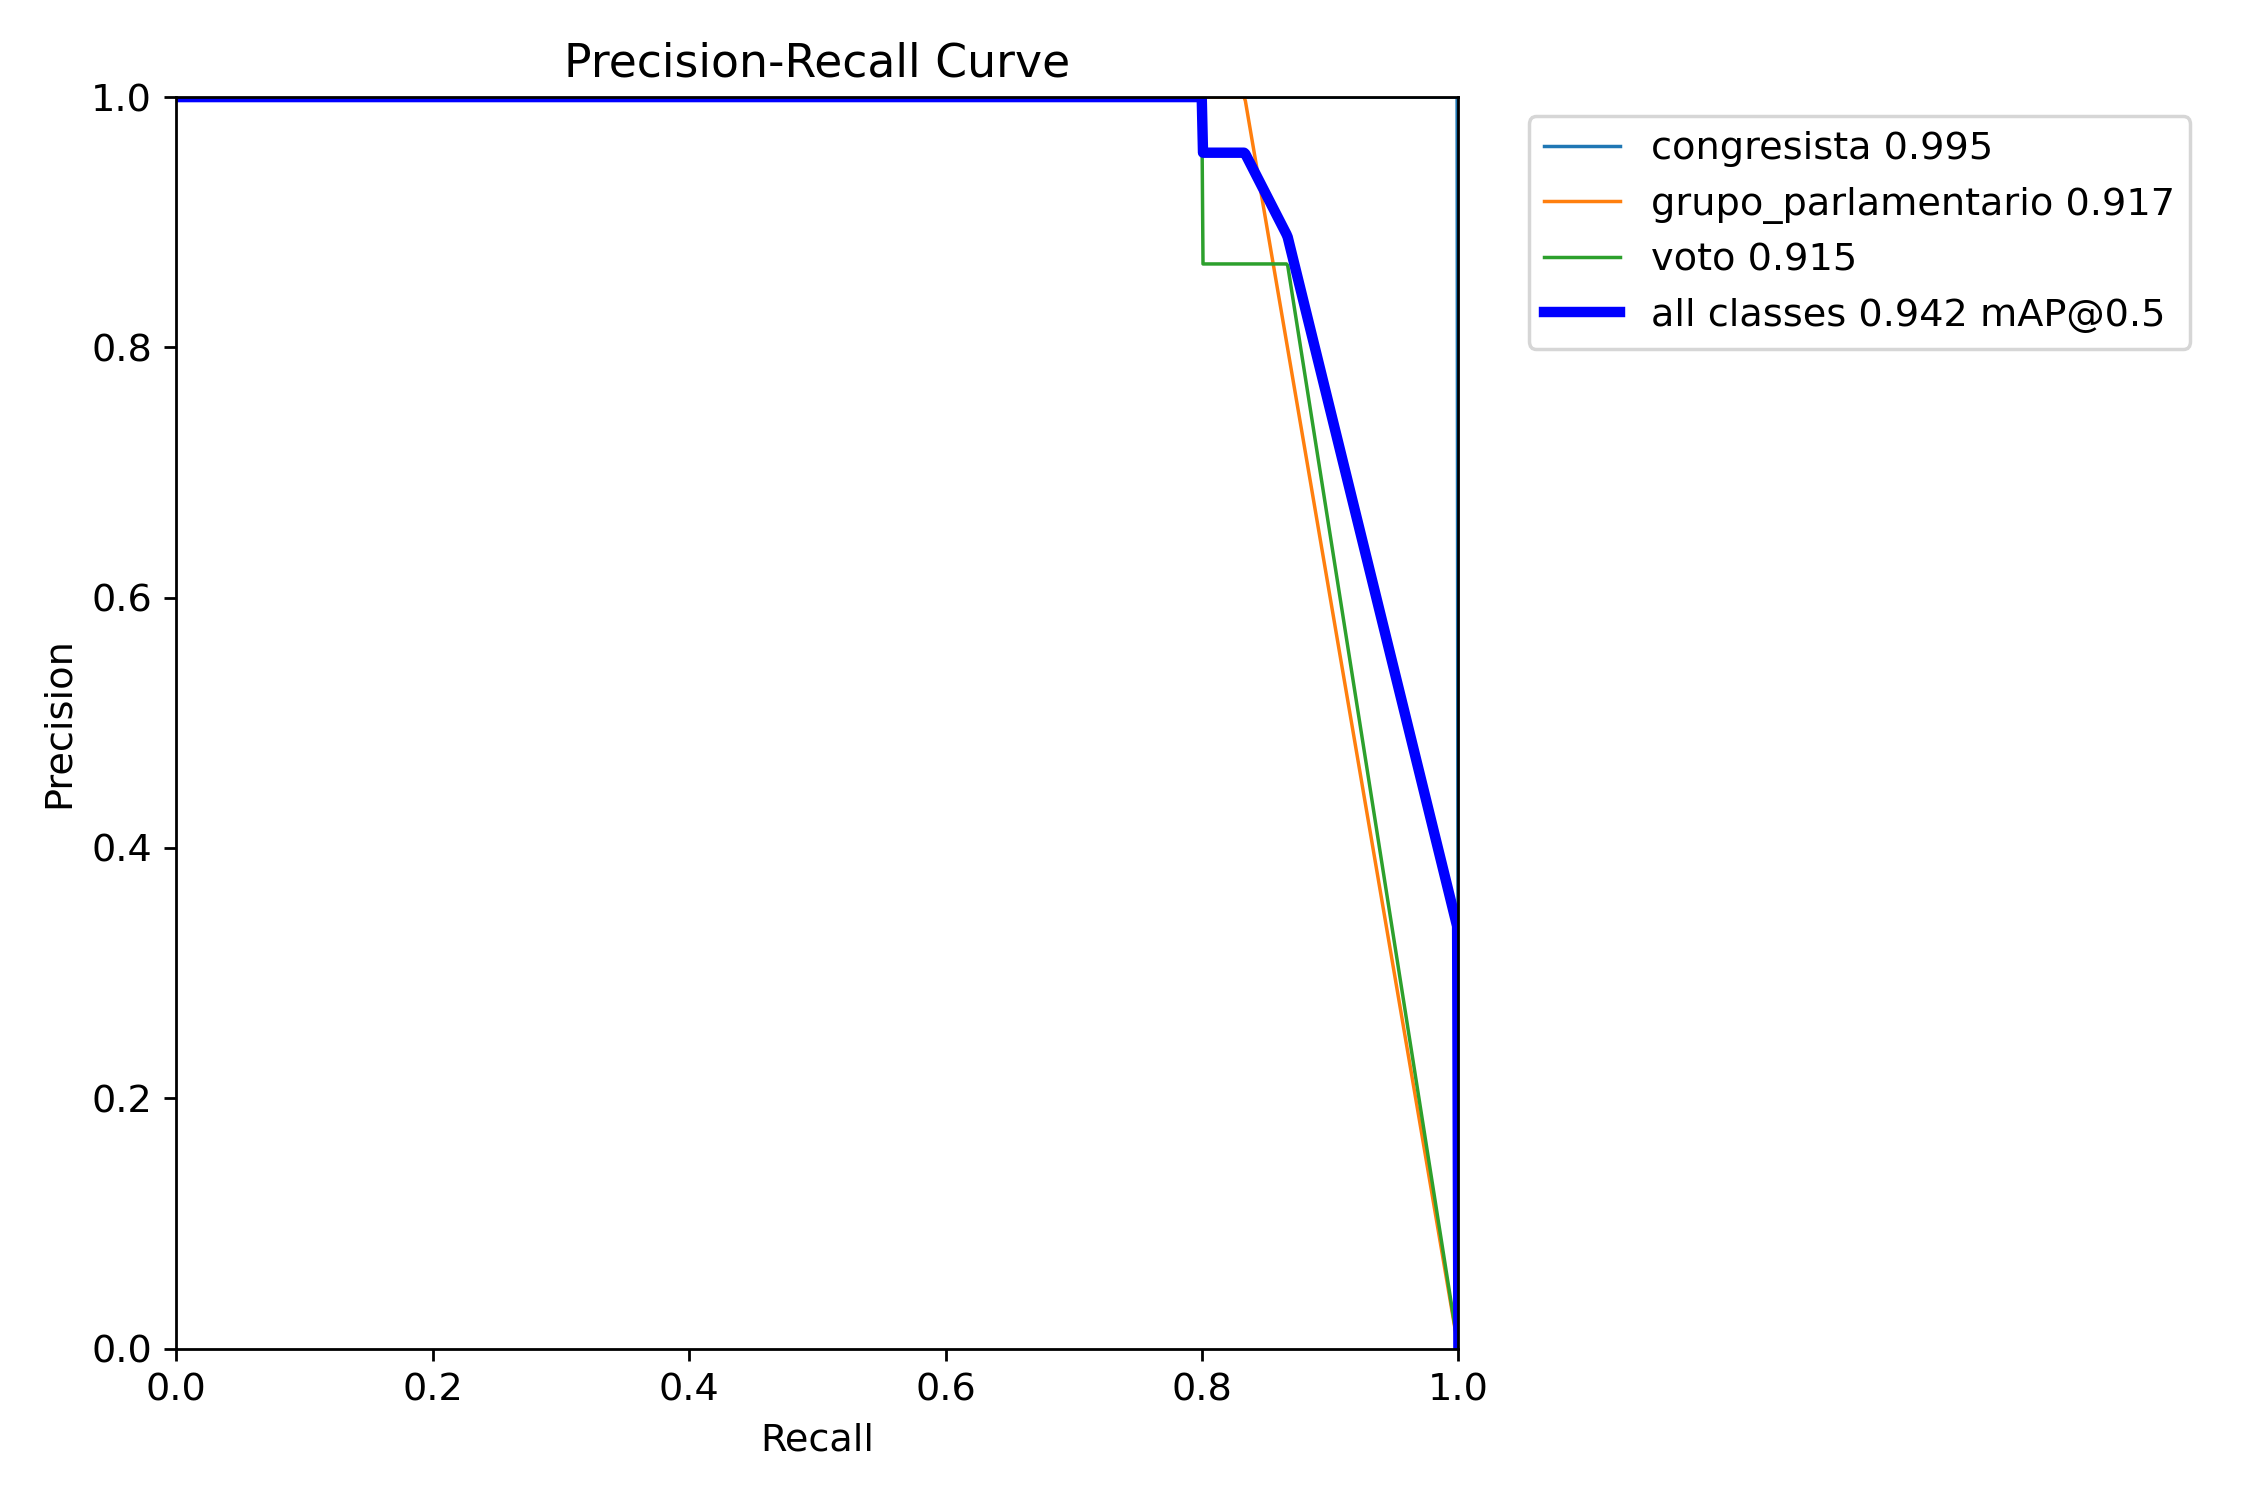 Precision-Recall Curve
1.0
0.8
0.6
0.4
0.2
0.0
Precision
0.0 0.2 0.4 0.6 0.8 1.0
Recall
congresista 0.995
grupo_parlamentario 0.917
voto 0.915
all classes 0.942 mAP@0.5